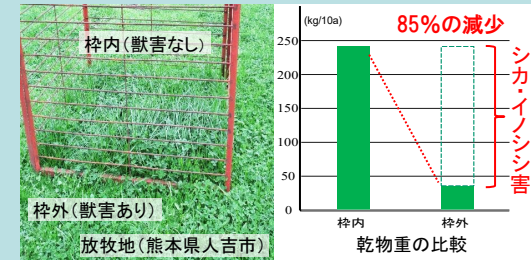 枠内(獣害なし)
枠外(獣害あり)
放牧地(熊本県人吉市)
(kg/10a)
85%の減少
250
200
150
100
50
0
シカ・イノシシ害
枠内
枠外
乾物重の比較